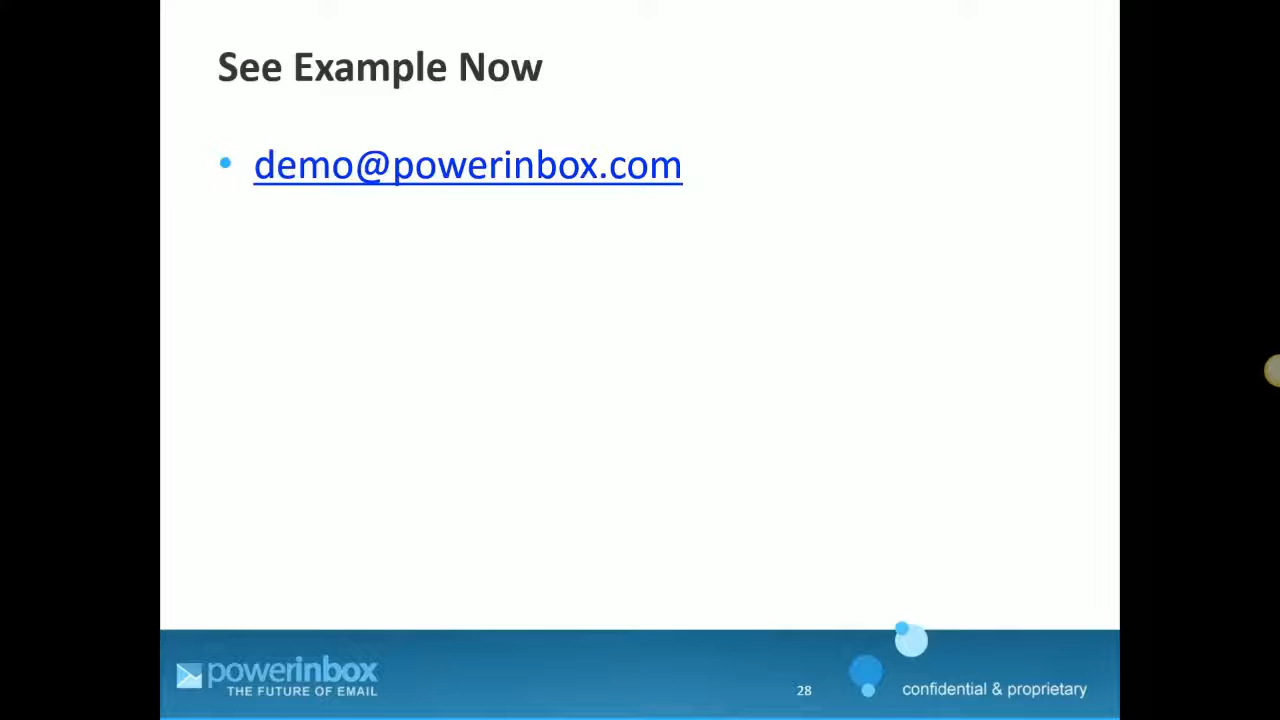 See Example Now
• demo@powerinbox.com
powerinbox
THE FUTURE OF EMAIL
28
confidential & proprietary